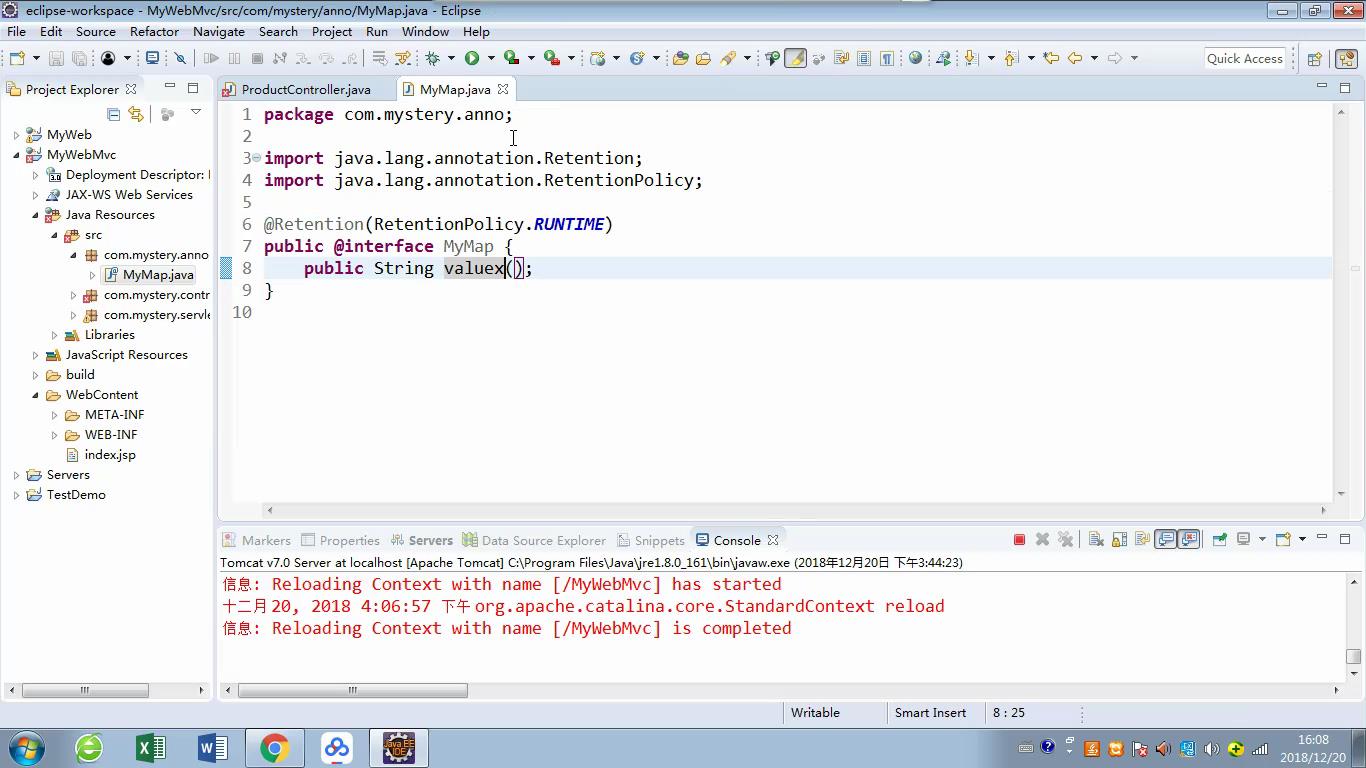 eclipse-workspace - MyWebMvc/src/com/mystery/anno/MyMap.java - Eclipse
File Edit Source Refactor Navigate Search Project Run Window Help
Quick Access
Project Explorer
MyWeb
MyWebMvc
Deployment Descriptor:
JAX-WS Web Services
Java Resources
src
com.mystery.anno
MyMap.java
com.mystery.contr
com.mystery.servle
Libraries
JavaScript Resources
build
WebContent
META-INF
WEB-INF
index.jsp
Servers
TestDemo
ProductController.java MyMap.java
1 package com.mystery.anno;
2
3 import java.lang.annotation.Retention;
4 import java.lang.annotation.RetentionPolicy;
5
6 @Retention(RetentionPolicy.RUNTIME)
7 public @interface MyMap {
8 public String valuex();
9 }
10
Markers Properties Servers Data Source Explorer Snippets Console
Tomcat v7.0 Server at localhost [Apache Tomcat] C:\Program Files\Java\jre1.8.0_161\bin\javaw.exe (2018年12月20日 下午3:44:23)
信息: Reloading Context with name [/MyWebMvc] has started
十二月 20, 2018 4:06:57 下午 org.apache.catalina.core.StandardContext reload
信息: Reloading Context with name [/MyWebMvc] is completed
Writable Smart Insert 8 : 25
Java EE
IDE
16:08
2018/12/20